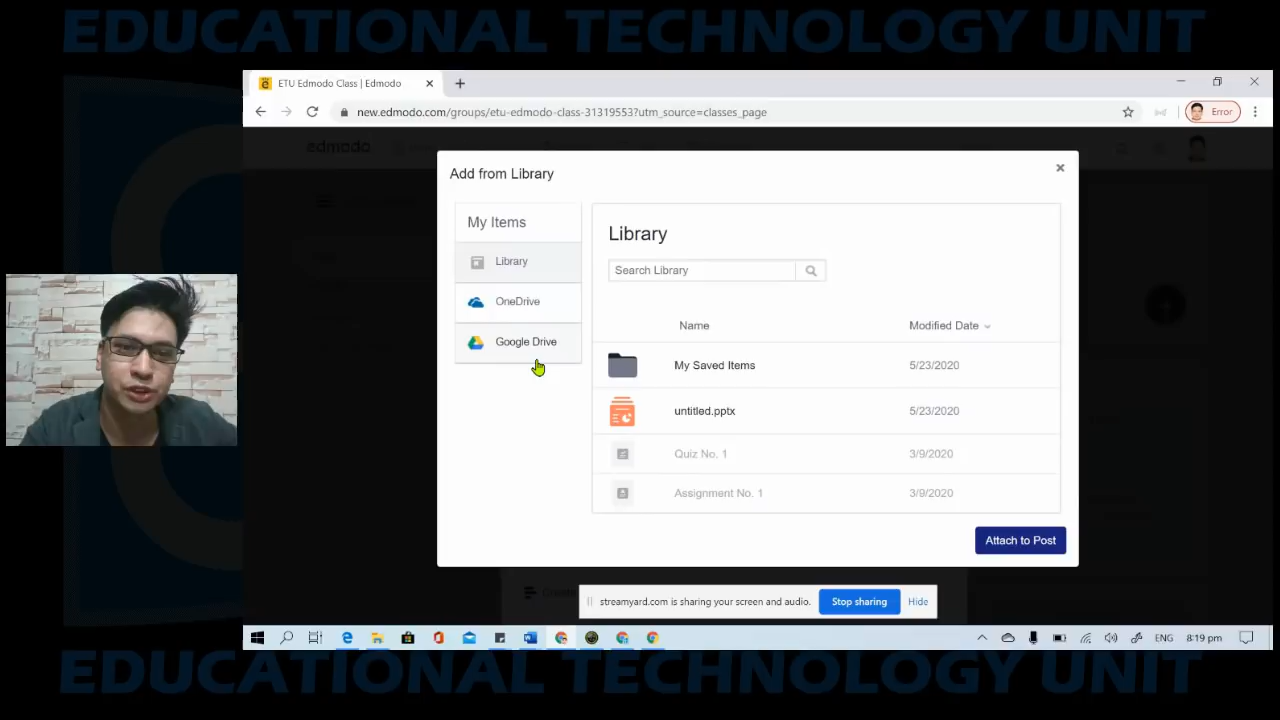 EDUCATIONAL TECHNOLOGY UNIT
ETU Edmodo Class | Edmodo
new.edmodo.com/groups/etu-edmodo-class-31319553?utm_source=classes_page
Error
edmodo
Add from Library
My Items
Library
OneDrive
Google Drive
Library
Search Library
Name
Modified Date
My Saved Items
5/23/2020
untitled.pptx
5/23/2020
Quiz No. 1
3/9/2020
Assignment No. 1
3/9/2020
Attach to Post
streamyard.com is sharing your screen and audio.
Stop sharing
Hide
ENG
8:19 pm
EDUCATIONAL TECHNOLOGY UNIT